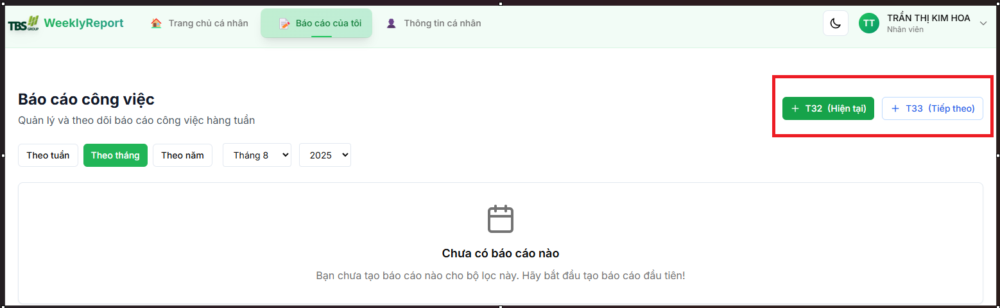 TBS GROUP WeeklyReport Trang chủ cá nhân Báo cáo của tôi Thông tin cá nhân TT TRẦN THỊ KIM HOA
Nhân viên
Báo cáo công việc
Quản lý và theo dõi báo cáo công việc hàng tuần
+ T32 (Hiện tại) + T33 (Tiếp theo)
Theo tuần Theo tháng Theo năm Tháng 8 2025
Chưa có báo cáo nào
Bạn chưa tạo báo cáo nào cho bộ lọc này. Hãy bắt đầu tạo báo cáo đầu tiên!